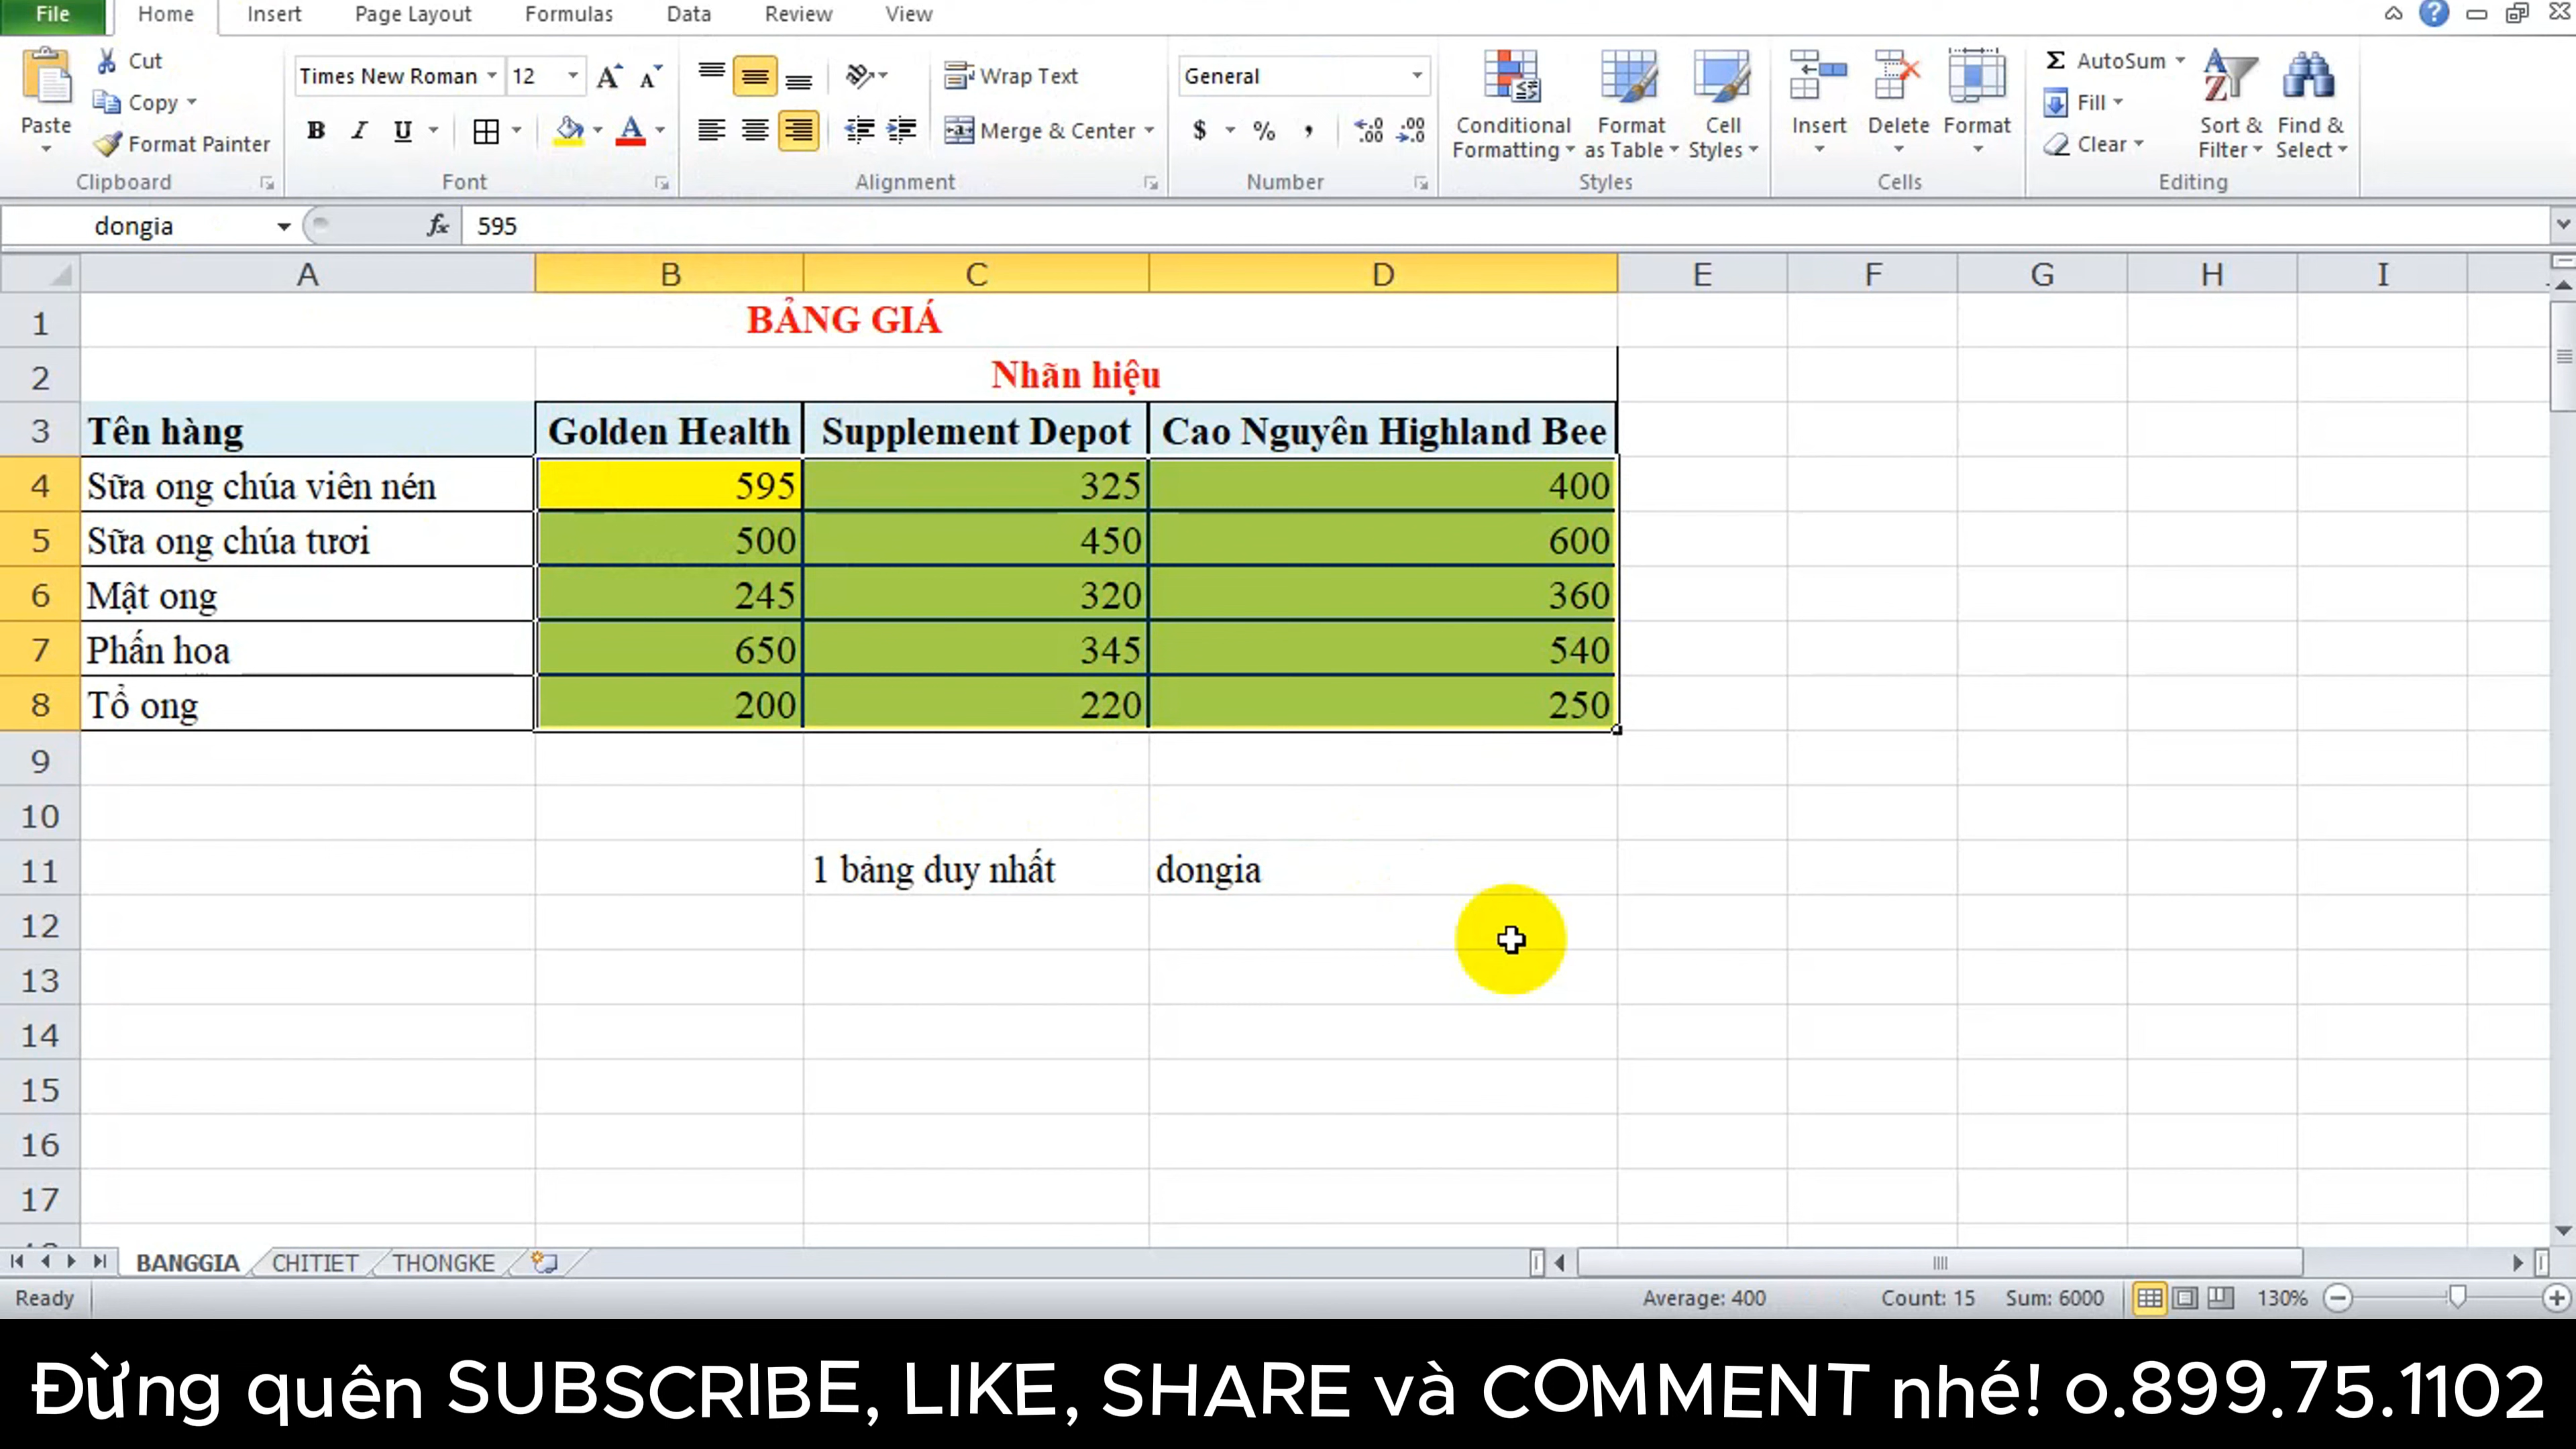 File Home Insert Page Layout Formulas Data Review View
Cut
Copy
Format Painter
Paste
Times New Roman 12
Wrap Text
Merge & Center
General
$ % ,
Conditional Formatting
Format as Table
Cell Styles
Insert Delete Format
AutoSum
Fill
Clear
Sort & Filter
Find & Select
Clipboard Font Alignment Number Styles Cells Editing
dongia fx 595
A B C D E F G H I
1 BẢNG GIÁ
2 Nhãn hiệu
3 Tên hàng Golden Health Supplement Depot Cao Nguyên Highland Bee
4 Sữa ong chúa viên nén 595 325 400
5 Sữa ong chúa tươi 500 450 600
6 Mật ong 245 320 360
7 Phấn hoa 650 345 540
8 Tổ ong 200 220 250
9
10
11 1 bảng duy nhất dongia
12
13
14
15
16
17
BANGGIA CHITIET THONGKE
Ready Average: 400 Count: 15 Sum: 6000 130%
Đừng quên SUBSCRIBE, LIKE, SHARE và COMMENT nhé! 0.899.75.1102